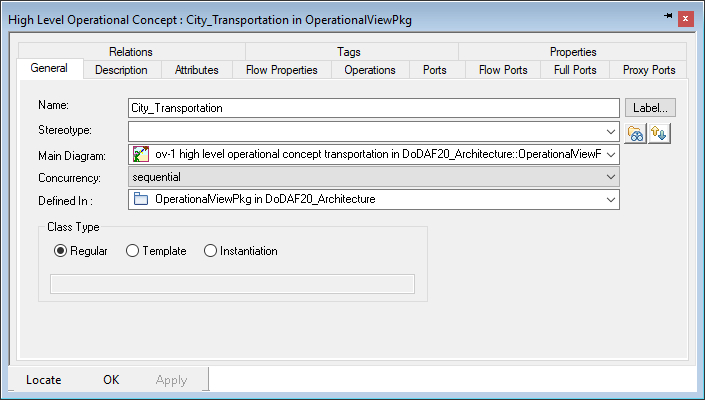 High Level Operational Concept : City_Transportation in OperationalViewPkg
Relations Tags Properties
General Description Attributes Flow Properties Operations Ports Flow Ports Full Ports Proxy Ports
Name: City_Transportation Label...
Stereotype:
Main Diagram: ov-1 high level operational concept transportation in DoDAF20_Architecture::OperationalViewF
Concurrency: sequential
Defined In : OperationalViewPkg in DoDAF20_Architecture
Class Type
Regular Template Instantiation
Locate OK Apply